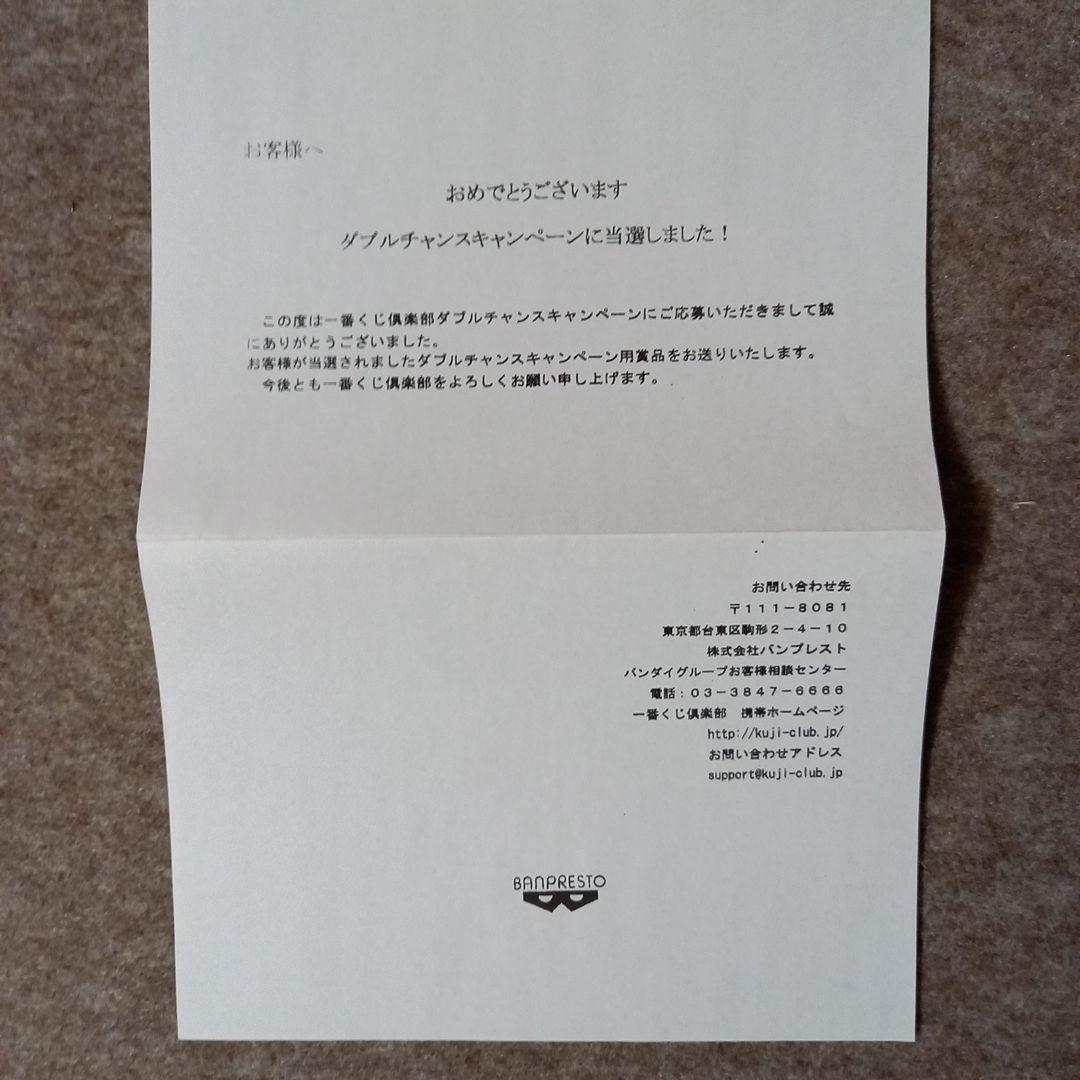 お客様へ
おめでとうございます
ダブルチャンスキャンペーンに当選しました！
この度は一番くじ倶楽部ダブルチャンスキャンペーンにご応募いただきまして誠
にありがとうございました。
お客様が当選されましたダブルチャンスキャンペーン用賞品をお送りいたします。
今後とも一番くじ倶楽部をよろしくお願い申し上げます。
お問い合わせ先
〒１１１－８０８１
東京都台東区駒形２－４－１０
株式会社バンプレスト
バンダイグループお客様相談センター
電話：０３－３８４７－６６６６
一番くじ倶楽部　携帯ホームページ
http://kuji-club.jp/
お問い合わせアドレス
support@kuji-club.jp
BANPRESTO